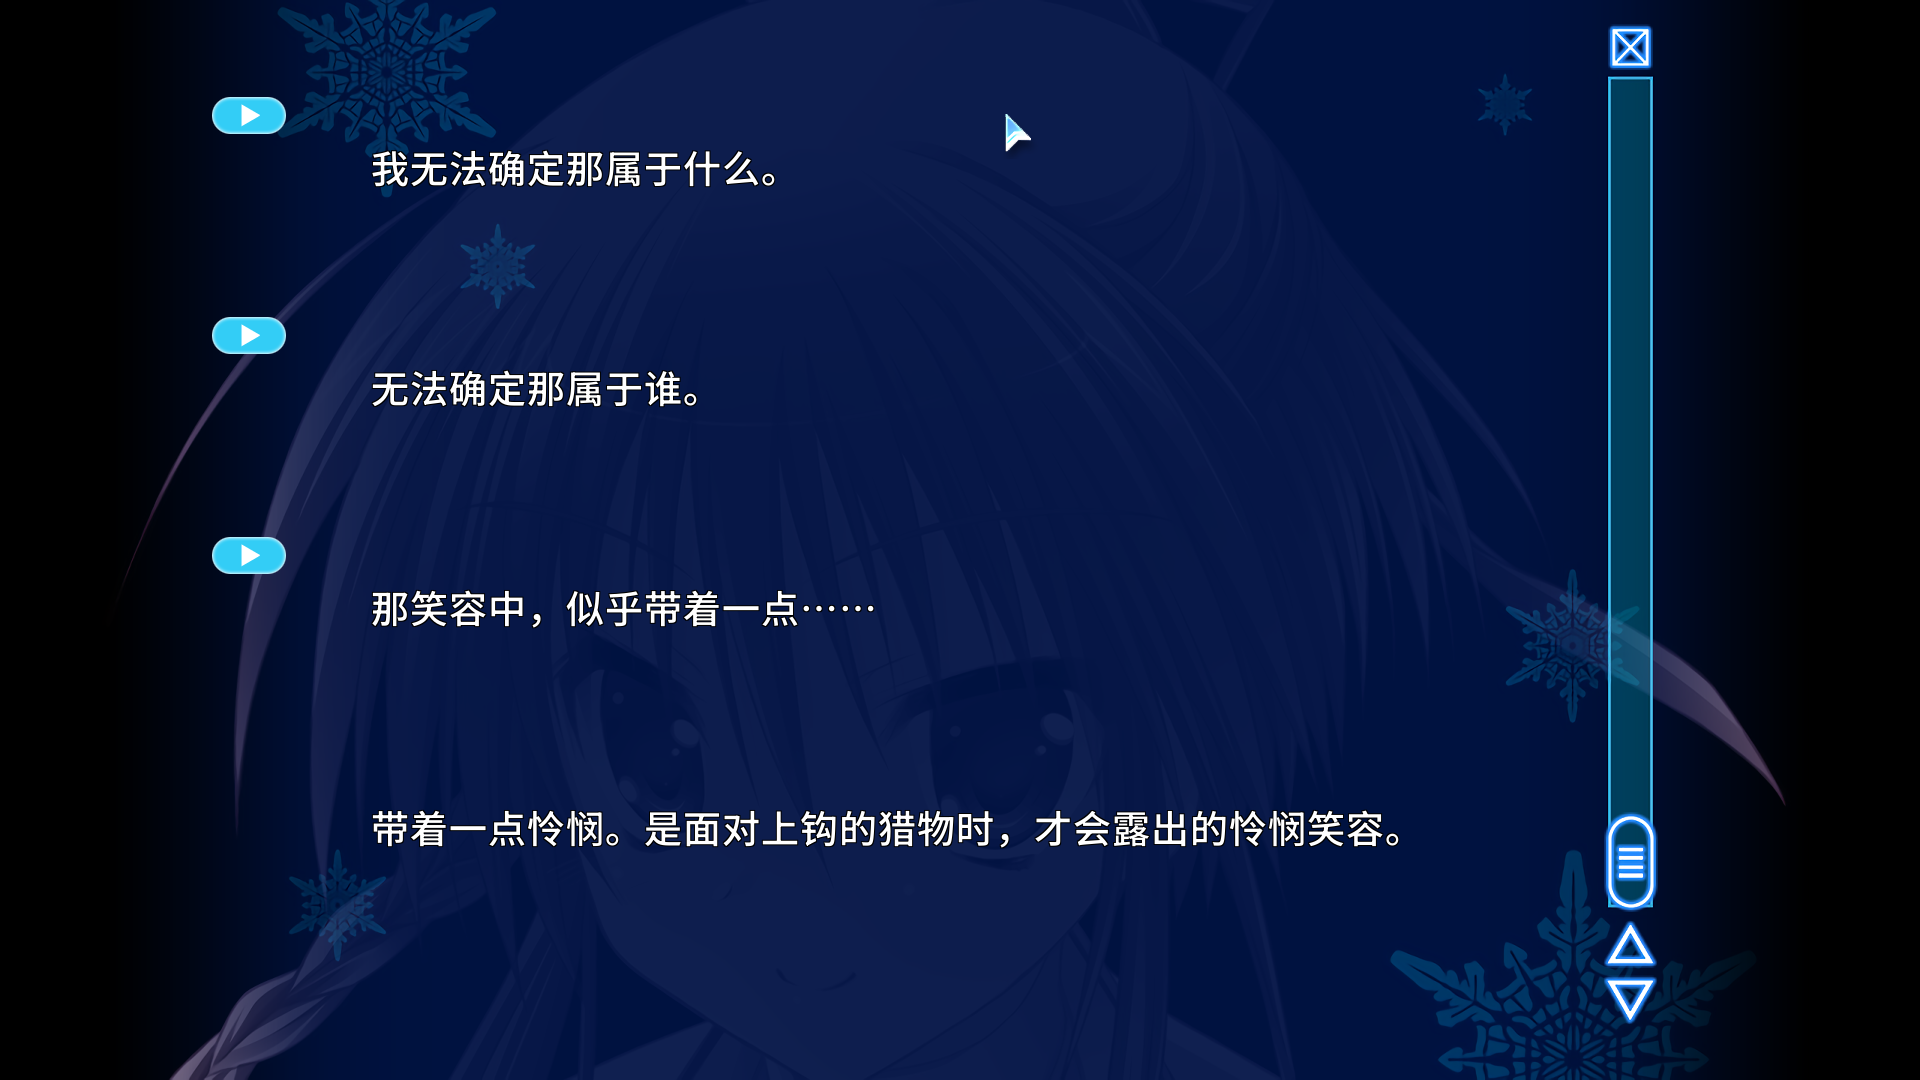 我无法确定那属于什么。
无法确定那属于谁。
那笑容中，似乎带着一点……
带着一点怜悯。是面对上钩的猎物时，才会露出的怜悯笑容。